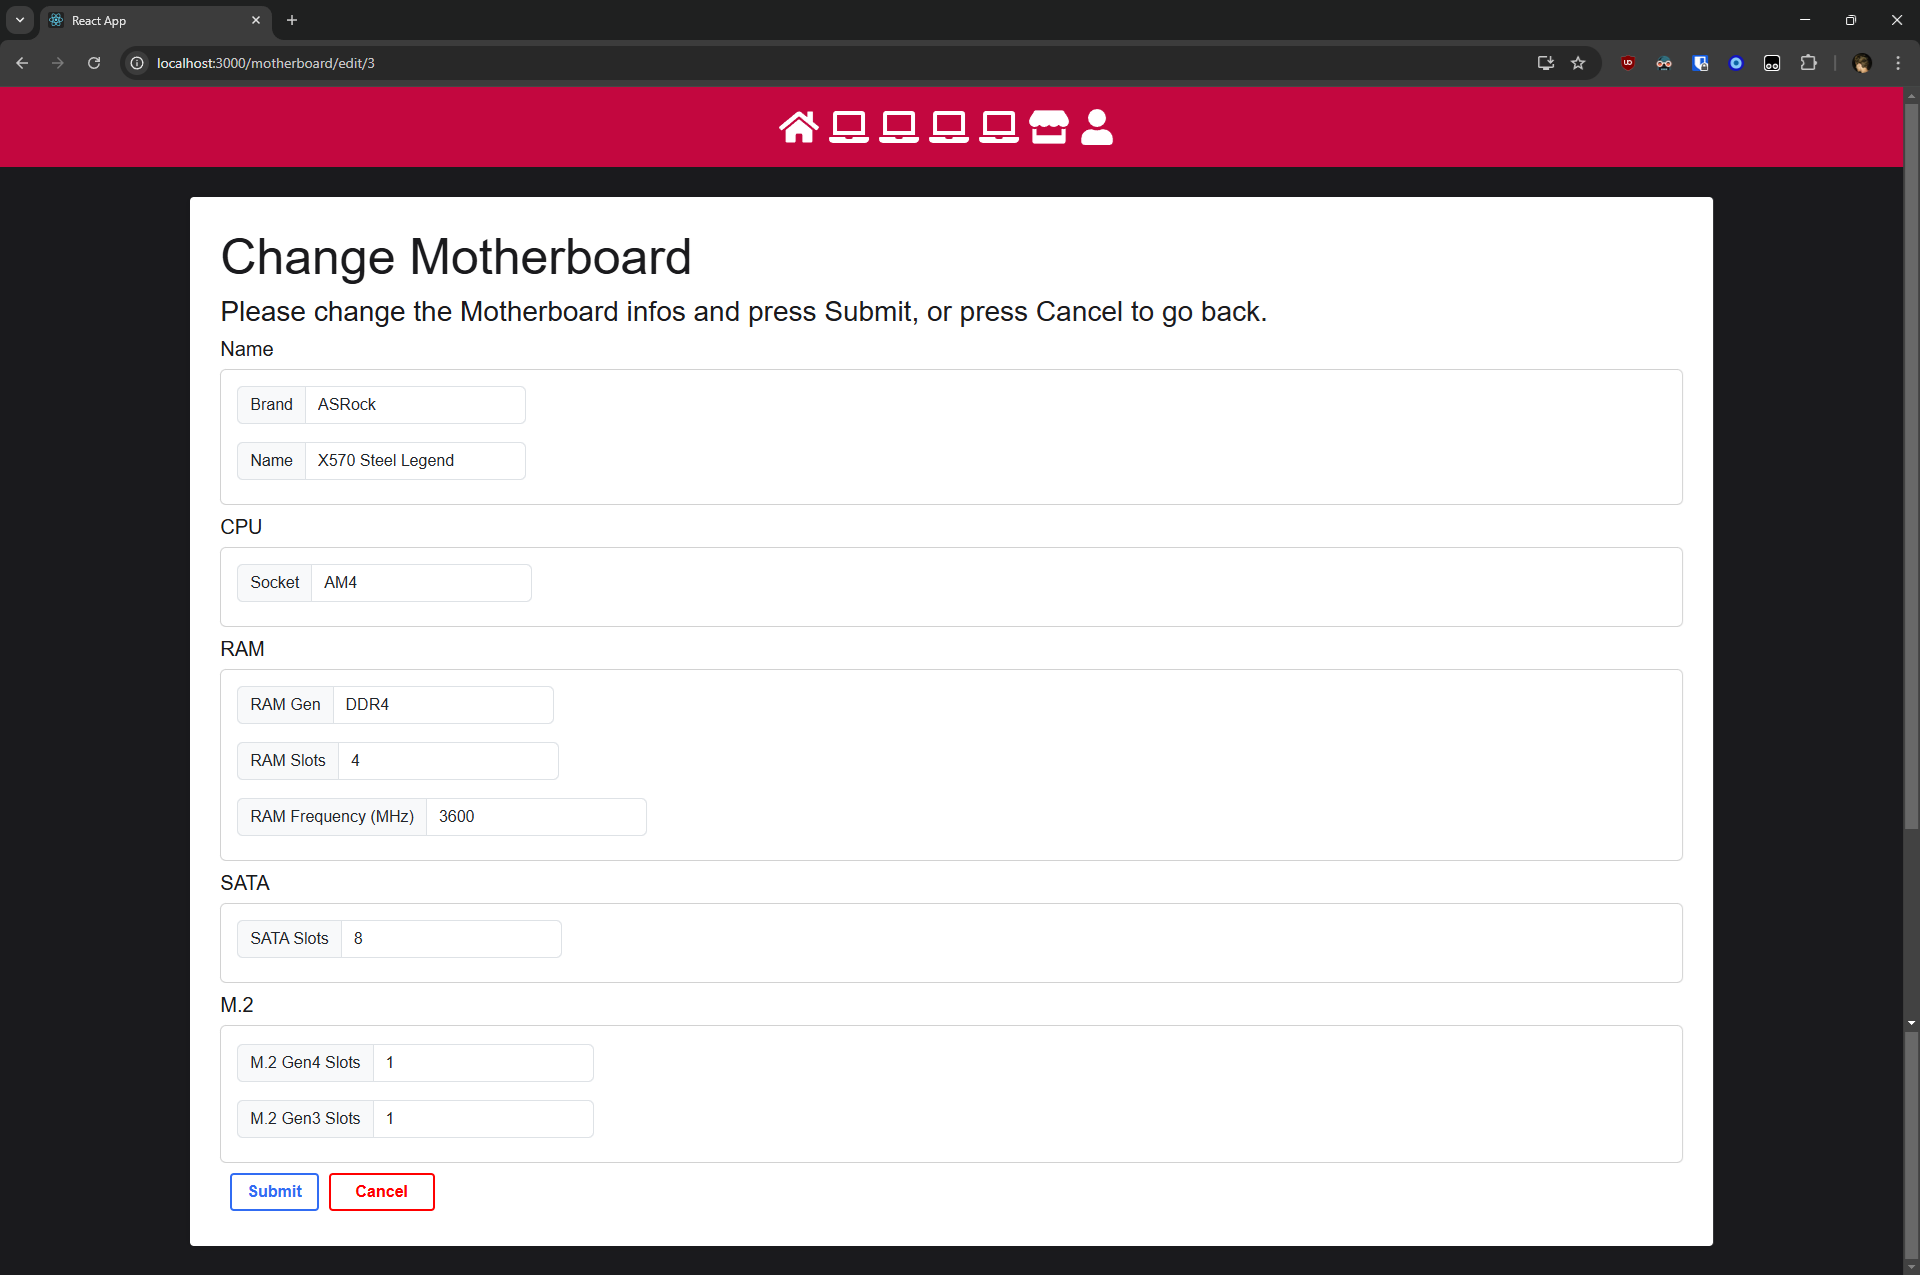 React App
localhost:3000/motherboard/edit/3
Change Motherboard
Please change the Motherboard infos and press Submit, or press Cancel to go back.
Name
Brand ASRock
Name X570 Steel Legend
CPU
Socket AM4
RAM
RAM Gen DDR4
RAM Slots 4
RAM Frequency (MHz) 3600
SATA
SATA Slots 8
M.2
M.2 Gen4 Slots 1
M.2 Gen3 Slots 1
Submit Cancel